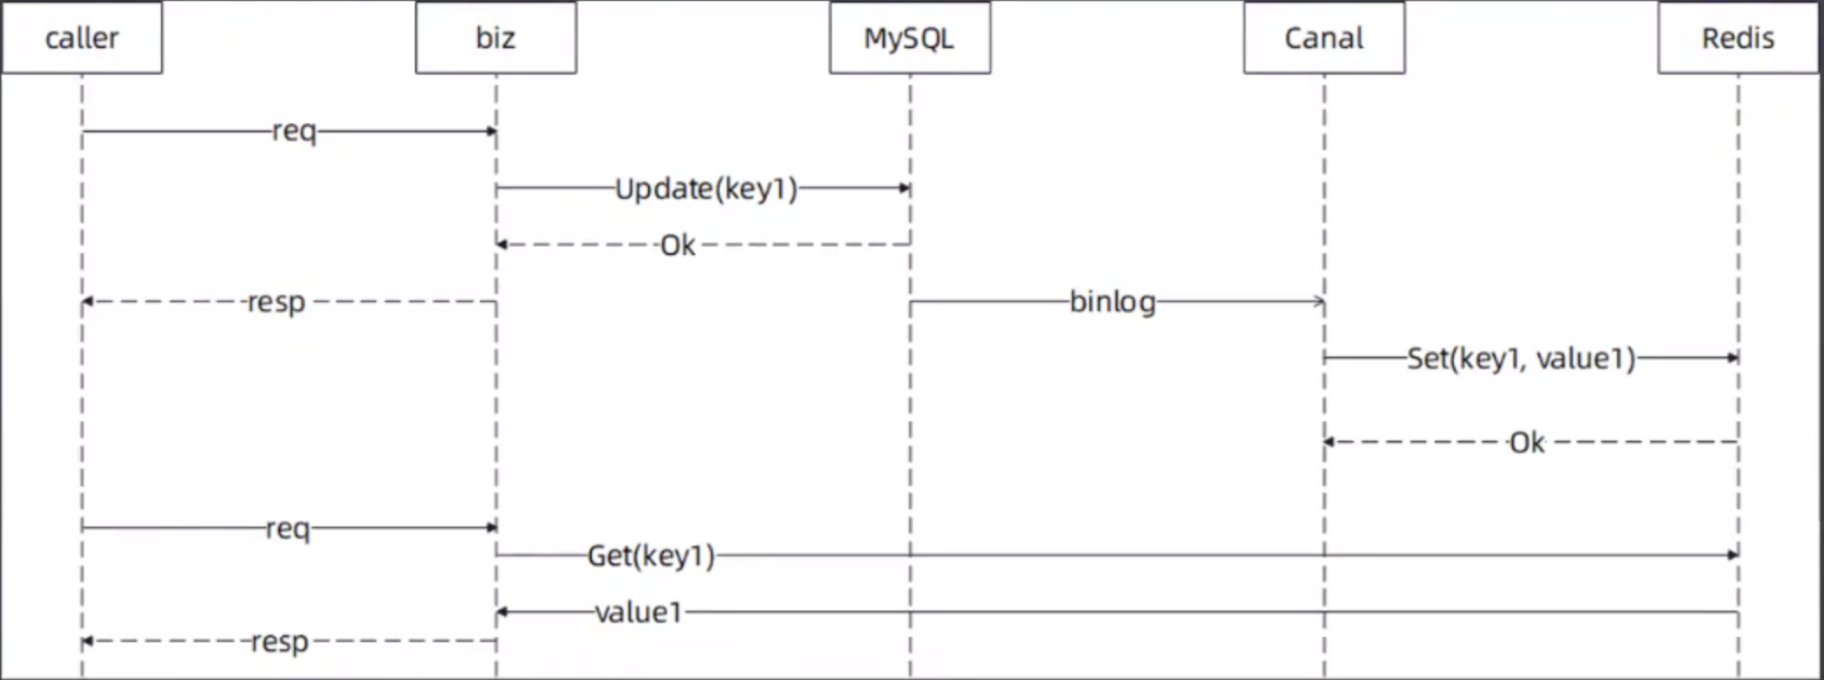 caller
biz
MySQL
Canal
Redis
req
Update(key1)
Ok
resp
binlog
Set(key1, value1)
Ok
req
Get(key1)
value1
resp